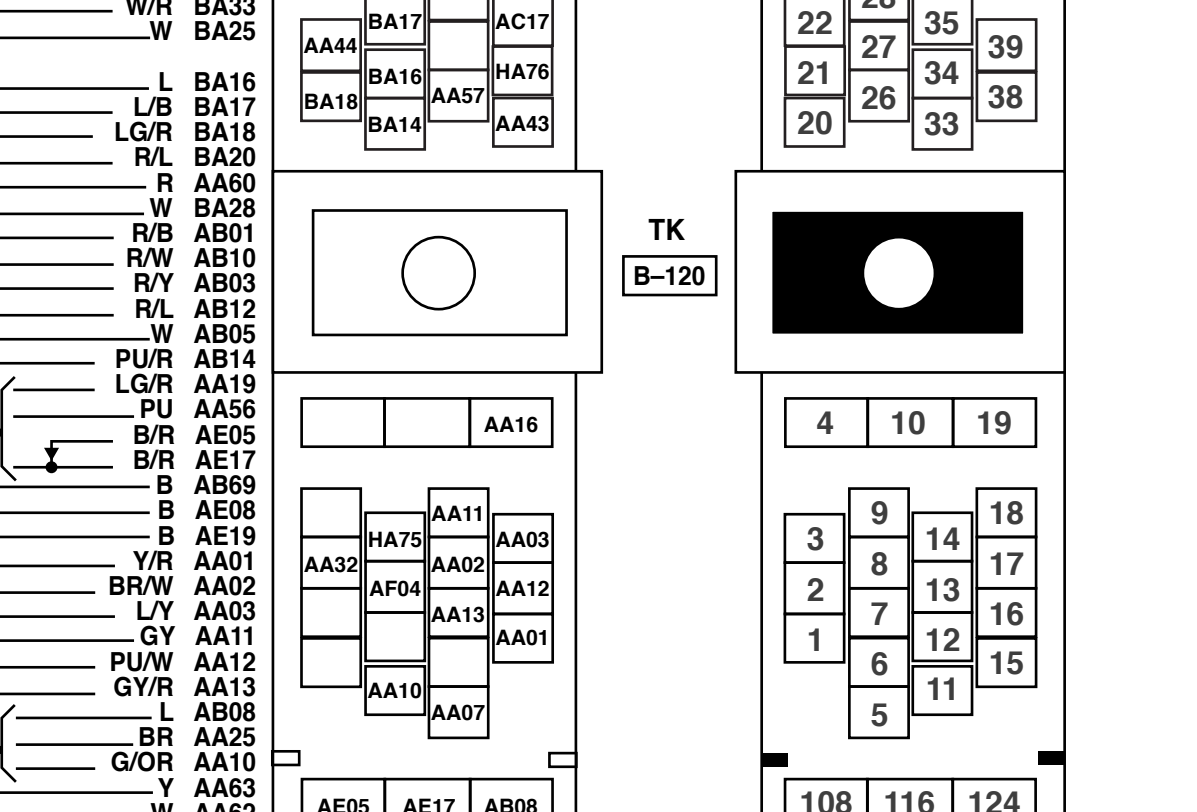 W/R BA33
W BA25
L BA16
L/B BA17
LG/R BA18
R/L BA20
R AA60
W BA28
R/B AB01
R/W AB10
R/Y AB03
R/L AB12
W AB05
PU/R AB14
LG/R AA19
PU AA56
B/R AE05
B/R AE17
B AB69
B AE08
B AE19
Y/R AA01
BR/W AA02
L/Y AA03
GY AA11
PU/W AA12
GY/R AA13
L AB08
BR AA25
G/OR AA10
Y AA63
W AA62
BA17 AC17
AA44
BA16 HA76
BA18 AA57
BA14 AA43
TK
B–120
AA16
AA11
HA75 AA03
AA32 AA02
AF04 AA12
AA13
AA01
AA10
AA07
AE05 AE17 AB08
28
22 35
27 39
21 34
26 38
20 33
4 10 19
9 18
3 14
8 17
2 13
7 16
1 12
6 15
11
5
108 116 124